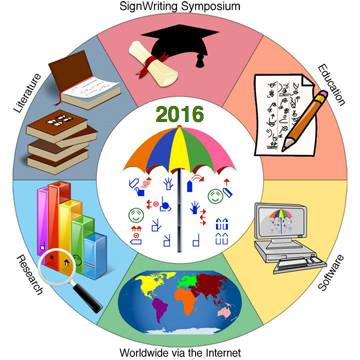 SignWriting Symposium
Literature
Education
2016
Research
Software
Worldwide via the Internet